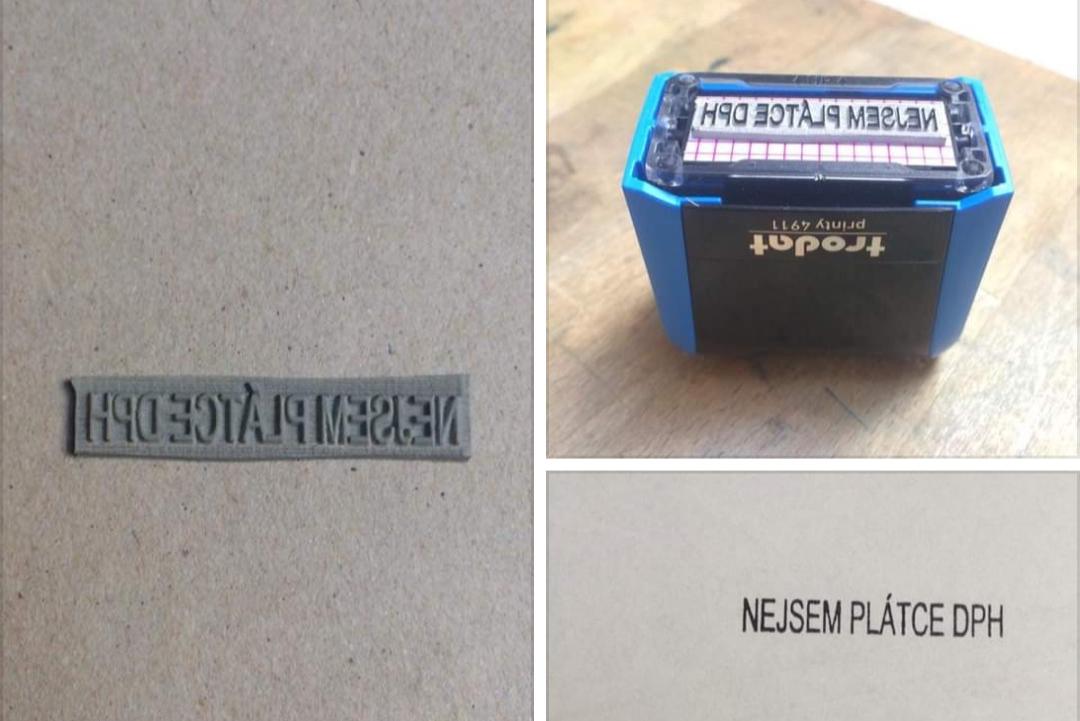 NEJSEM PLÁTCE DPH
NEJSEM PLÁTCE DPH
trodat
printy 4911
NEJSEM PLÁTCE DPH